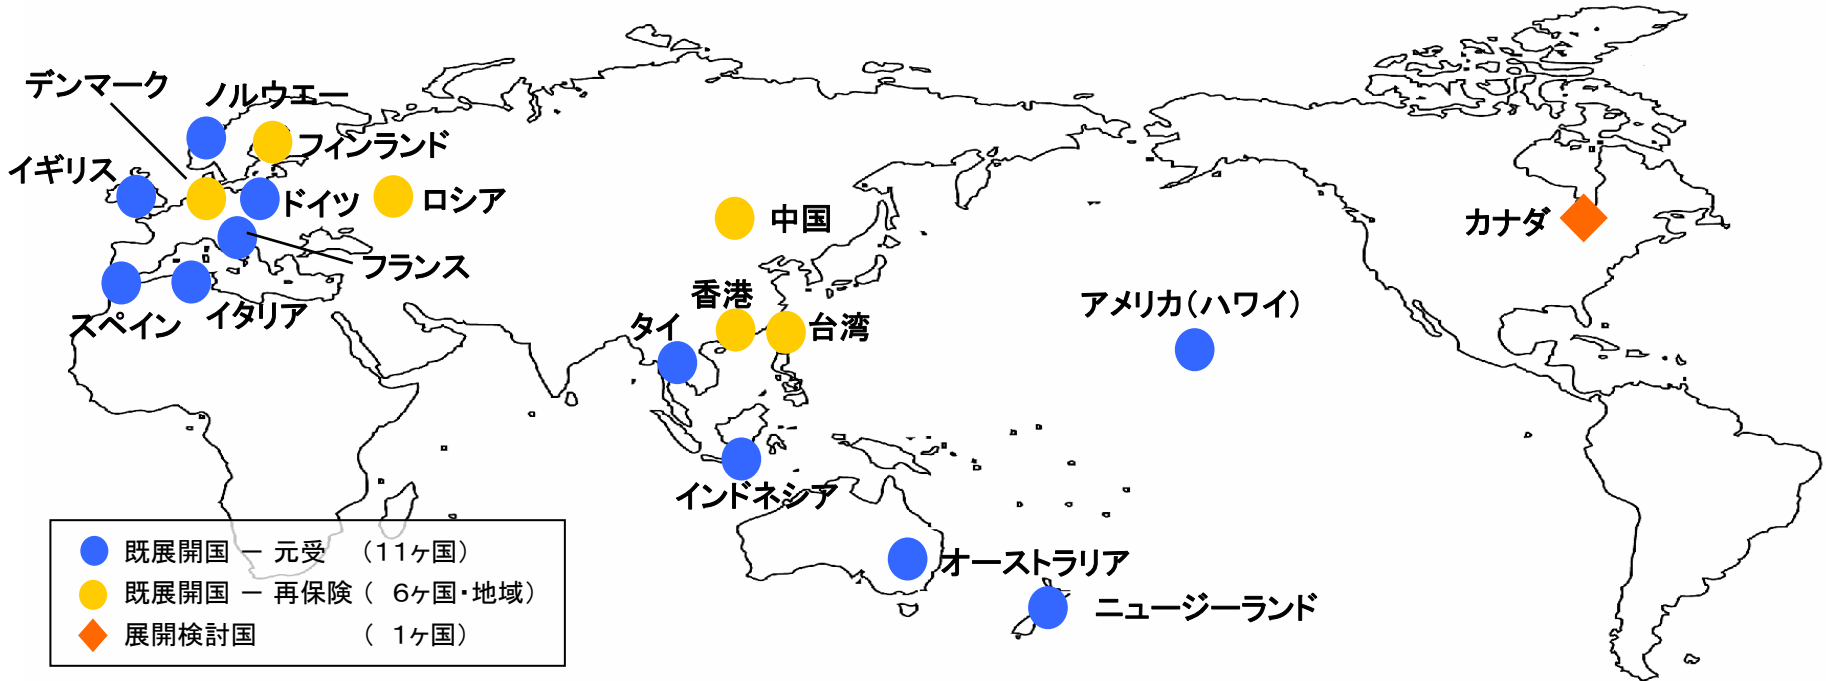 デンマーク
ノルウエー
フィンランド
イギリス
ドイツ
ロシア
フランス
スペイン
イタリア
中国
香港
台湾
タイ
インドネシア
オーストラリア
ニュージーランド
アメリカ(ハワイ)
カナダ
既展開国 － 元受 (11ヶ国)
既展開国 － 再保険 ( 6ヶ国・地域)
展開検討国 ( 1ヶ国)